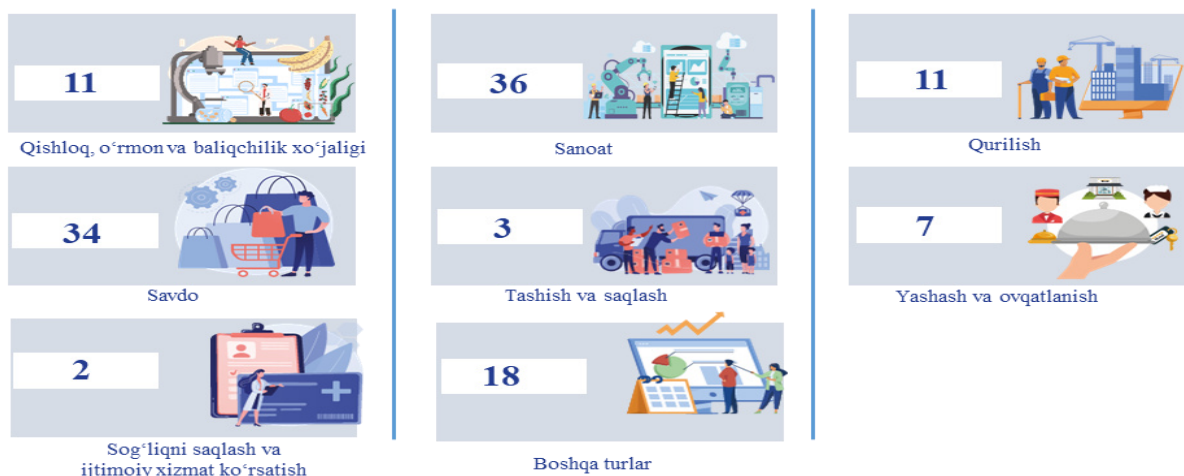 11
Qishloq, oʻrmon va baliqchilik xoʻjaligi
36
Sanoat
11
Qurilish
34
Savdo
3
Tashish va saqlash
7
Yashash va ovqatlanish
2
Sogʻliqni saqlash va
ijtimoiy xizmat koʻrsatish
18
Boshqa turlar